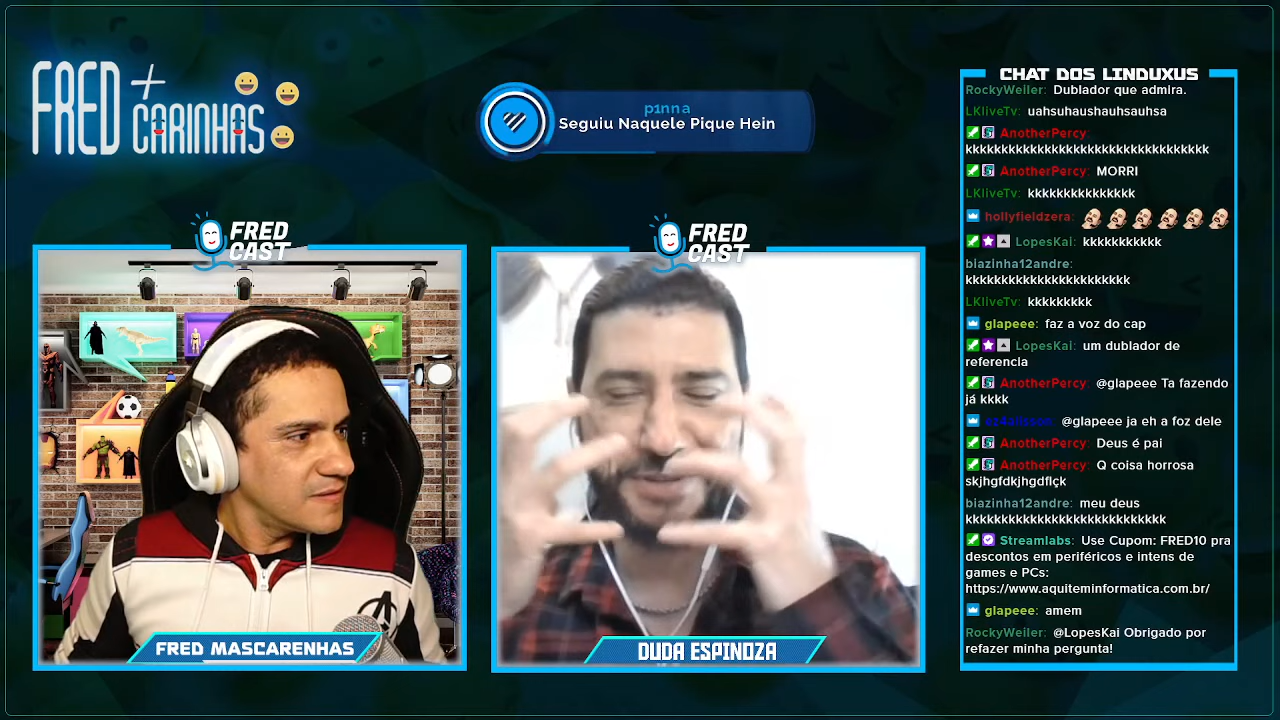 FRED +
CARINHAS
p1nna
Seguiu Naquele Pique Hein
FRED
CAST
FRED MASCARENHAS
FRED
CAST
DUDA ESPINOZA
CHAT DOS LINDUXUS
RockyWeiler: Dublador que admira.
LKliveTv: uahsuhaushauhsauhsa
AnotherPercy:
kkkkkkkkkkkkkkkkkkkkkkkkkkkkkkkkkk
AnotherPercy: MORRI
LKliveTv: kkkkkkkkkkkkkkk
hollyfieldzera:
LopesKai: kkkkkkkkkkk
biazinha12andre:
kkkkkkkkkkkkkkkkkkkkkkk
LKliveTv: kkkkkkkkk
glapeee: faz a voz do cap
LopesKai: um dublador de
referencia
AnotherPercy: @glapeee Ta fazendo
já kkkk
@glapeee ja eh a foz dele
AnotherPercy: Deus é pai
AnotherPercy: Q coisa horrosa
skjhgfdkjhgdflçk
biazinha12andre: meu deus
kkkkkkkkkkkkkkkkkkkkkkkkkkkk
Streamlabs: Use Cupom: FRED10 pra
descontos em periféricos e intens de
games e PCs:
https://www.aquiteminformatica.com.br/
glapeee: amem
RockyWeiler: @LopesKai Obrigado por
refazer minha pergunta!